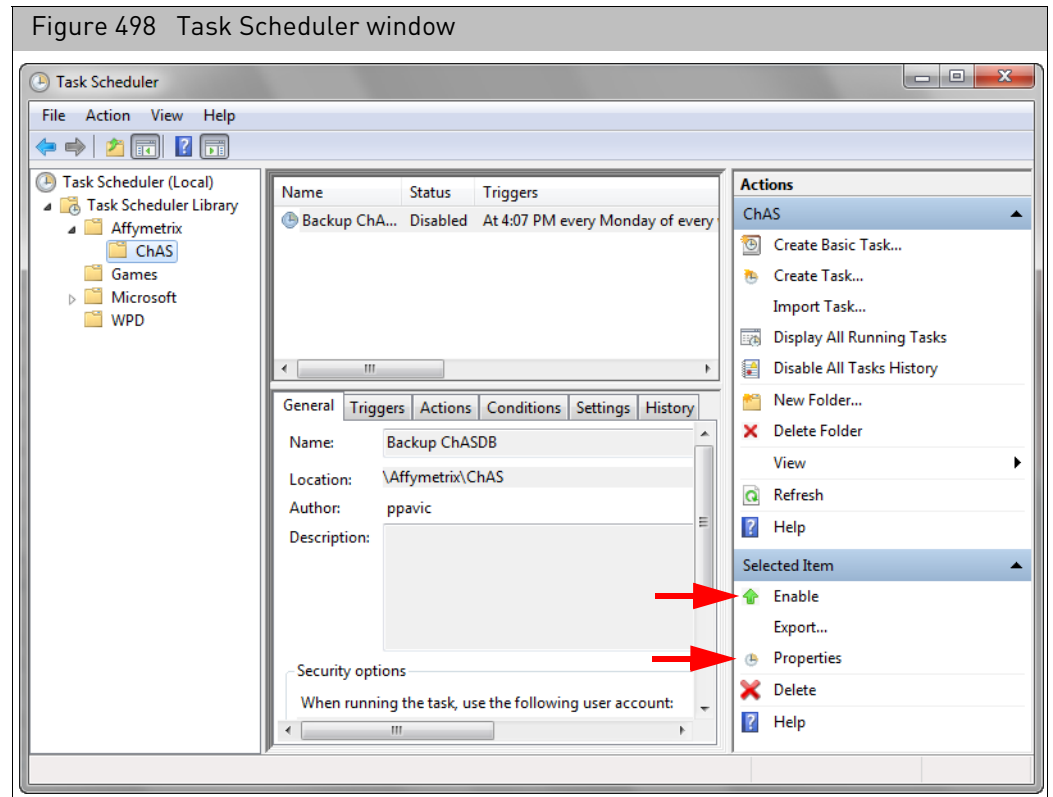 Figure 498 Task Scheduler window
Task Scheduler
File Action View Help
Task Scheduler (Local)
Task Scheduler Library
Affymetrix
ChAS
Games
Microsoft
WPD
Name Status Triggers
Backup ChA... Disabled At 4:07 PM every Monday of every
General Triggers Actions Conditions Settings History
Name: Backup ChASDB
Location: \Affymetrix\ChAS
Author: ppavic
Description:
Security options
When running the task, use the following user account:
Actions
ChAS
Create Basic Task...
Create Task...
Import Task...
Display All Running Tasks
Disable All Tasks History
New Folder...
Delete Folder
View
Refresh
Help
Selected Item
Enable
Export...
Properties
Delete
Help